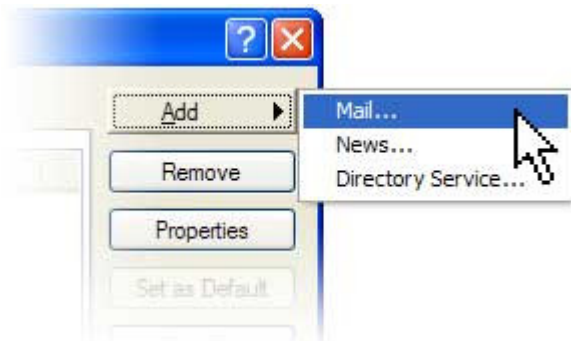 ?
Add
Mail...
News...
Remove
Directory Service...
Properties
Set as Default